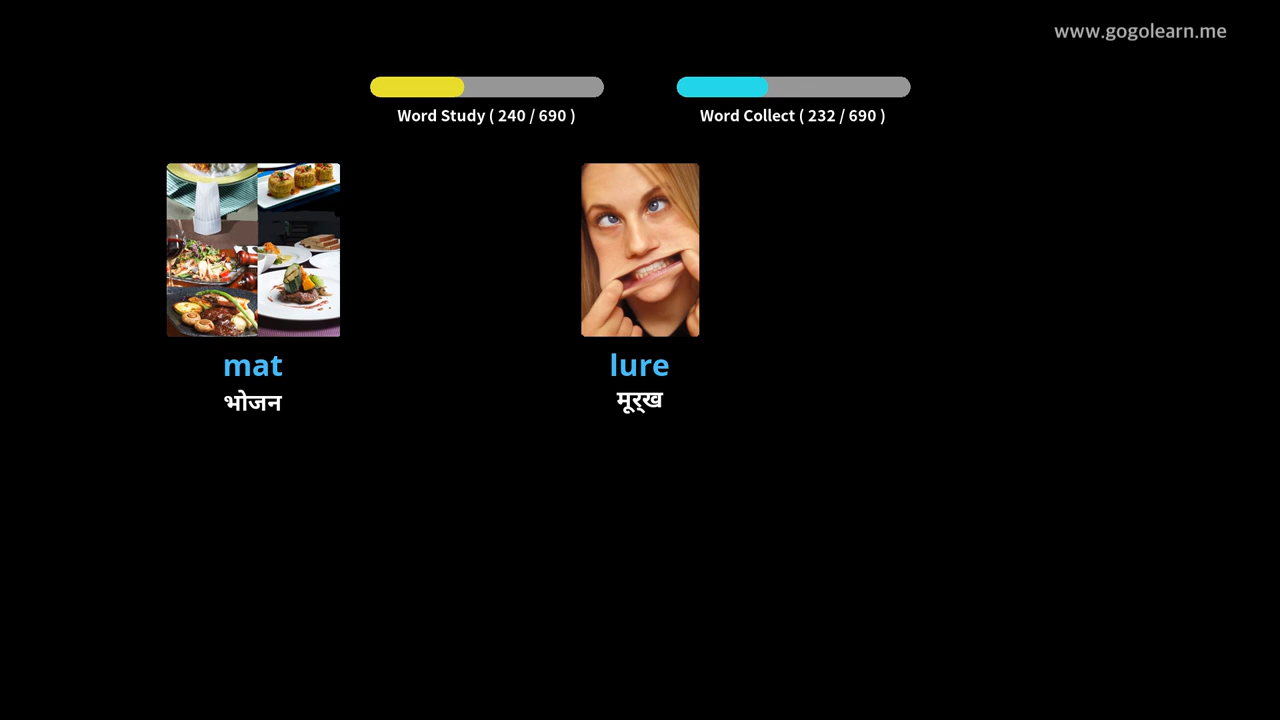 www.gogolearn.me
Word Study ( 240 / 690 )
Word Collect ( 232 / 690 )
mat
lure
भोजन
मूर्ख